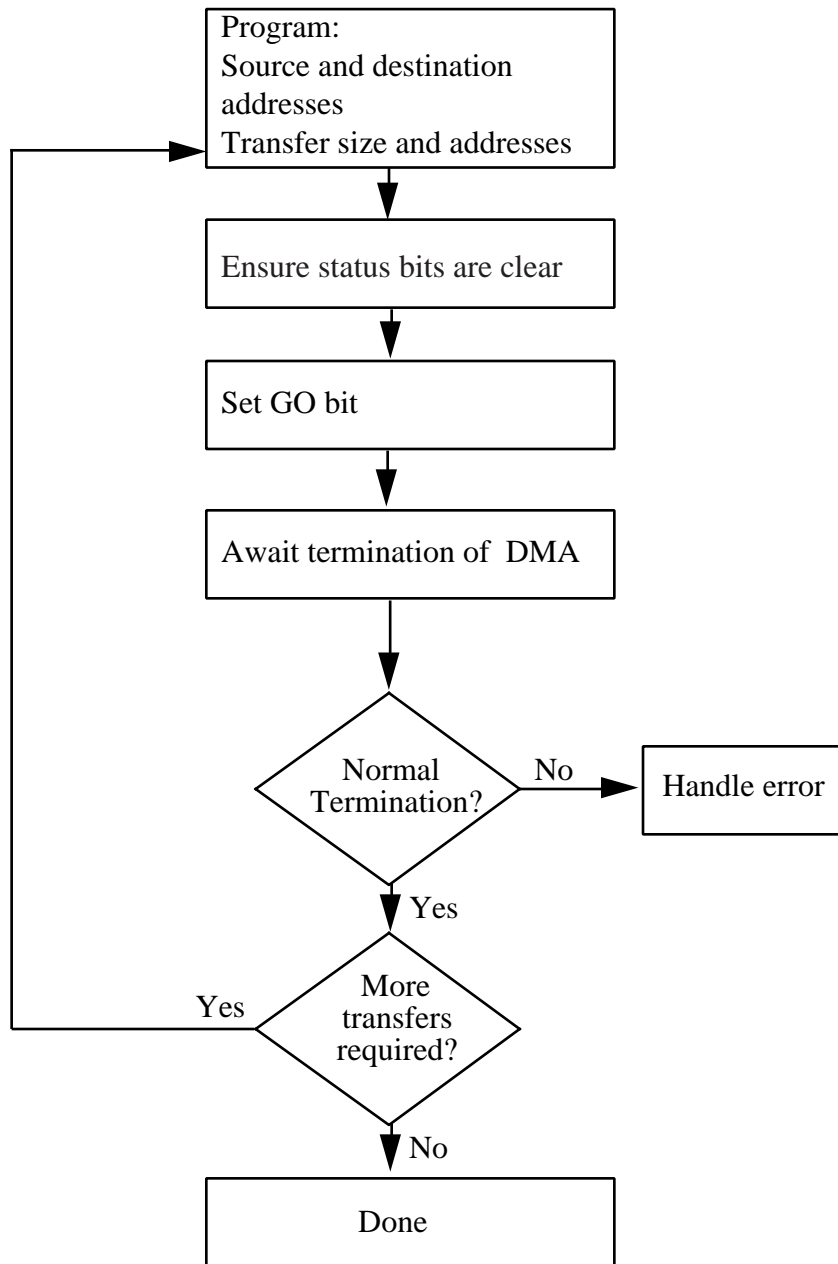 Program:
Source and destination
addresses
Transfer size and addresses
Ensure status bits are clear
Set GO bit
Await termination of  DMA
Normal
Termination?
No
Handle error
Yes
More
transfers
required?
Yes
No
Done